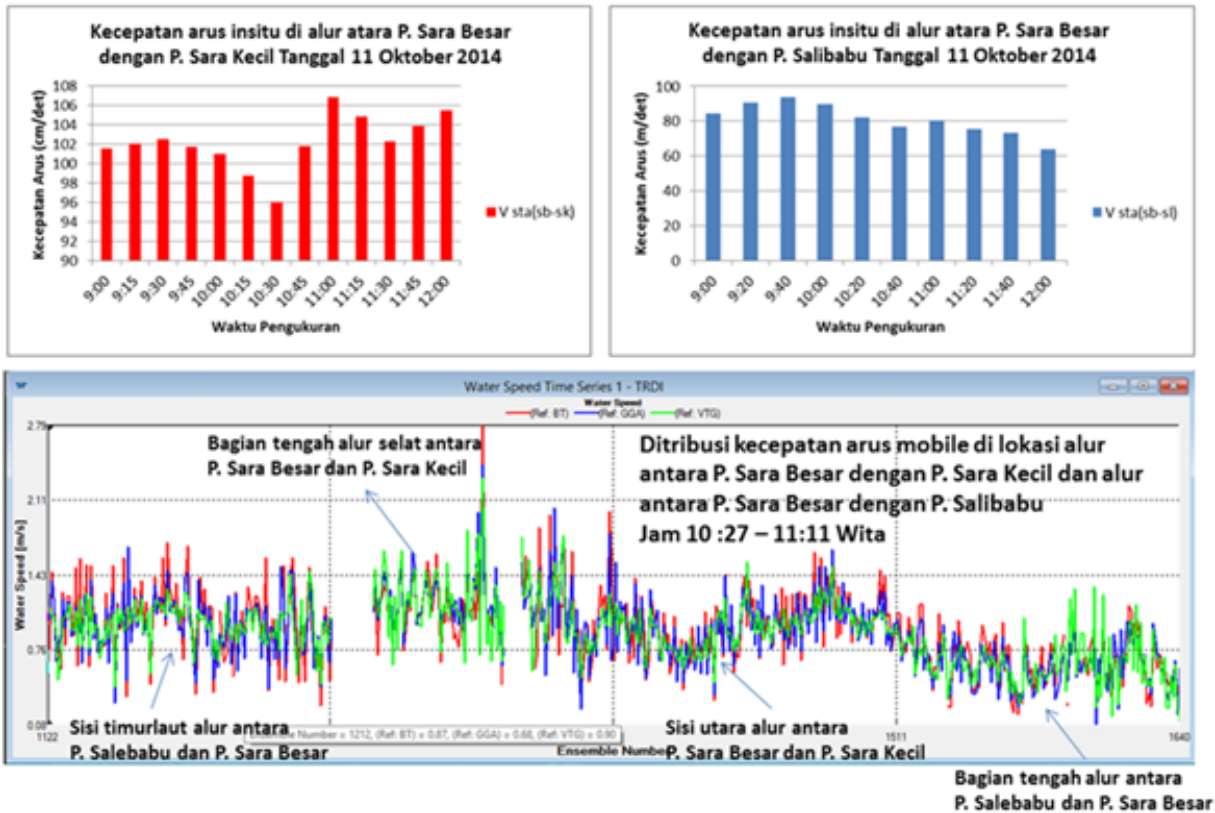 Kecepatan arus insitu di alur atara P. Sara Besar
dengan P. Sara Kecil Tanggal 11 Oktober 2014
Kecepatan Arus (cm/det)
108
106
104
102
100
98
96
94
92
90
9:00
9:15
9:30
9:45
10:00
10:15
10:30
10:45
11:00
11:15
11:30
11:45
12:00
V sta(sb-sk)
Waktu Pengukuran
Kecepatan arus insitu di alur atara P. Sara Besar
dengan P. Salibabu Tanggal 11 Oktober 2014
Kecepatan Arus (m/det)
100
80
60
40
20
0
9:00
9:20
9:40
10:00
10:20
10:40
11:00
11:20
11:40
12:00
V sta(sb-sl)
Waktu Pengukuran
Water Speed Time Series 1 - TRDI
Water Speed
(Ref: BT) (Ref: GGA) (Ref: VTG)
Water Speed [m/s]
2.79
2.11
1.43
0.76
0.08
Bagian tengah alur selat antara
P. Sara Besar dan P. Sara Kecil
Ditribusi kecepatan arus mobile di lokasi alur
antara P. Sara Besar dengan P. Sara Kecil dan alur
antara P. Sara Besar dengan P. Salibabu
Jam 10 :27 – 11:11 Wita
Sisi timurlaut alur antara
P. Salebabu dan P. Sara Besar
Sisi utara alur antara
P. Sara Besar dan P. Sara Kecil
1122
Number = 1212, (Ref: BT) = 0.87, (Ref: GGA) = 0.68, (Ref: VTG) = 0.90
Ensemble Number
1511
1640
Bagian tengah alur antara
P. Salebabu dan P. Sara Besar